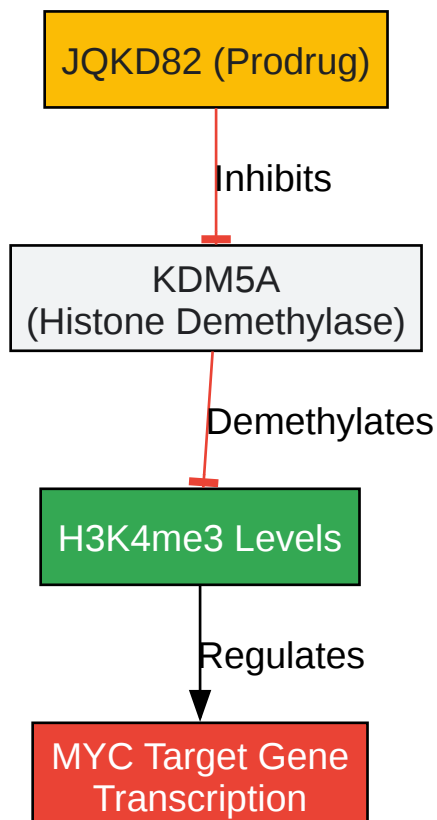 JQKD82 (Prodrug)
Inhibits
KDM5A
(Histone Demethylase)
Demethylates
H3K4me3 Levels
Regulates
MYC Target Gene
Transcription